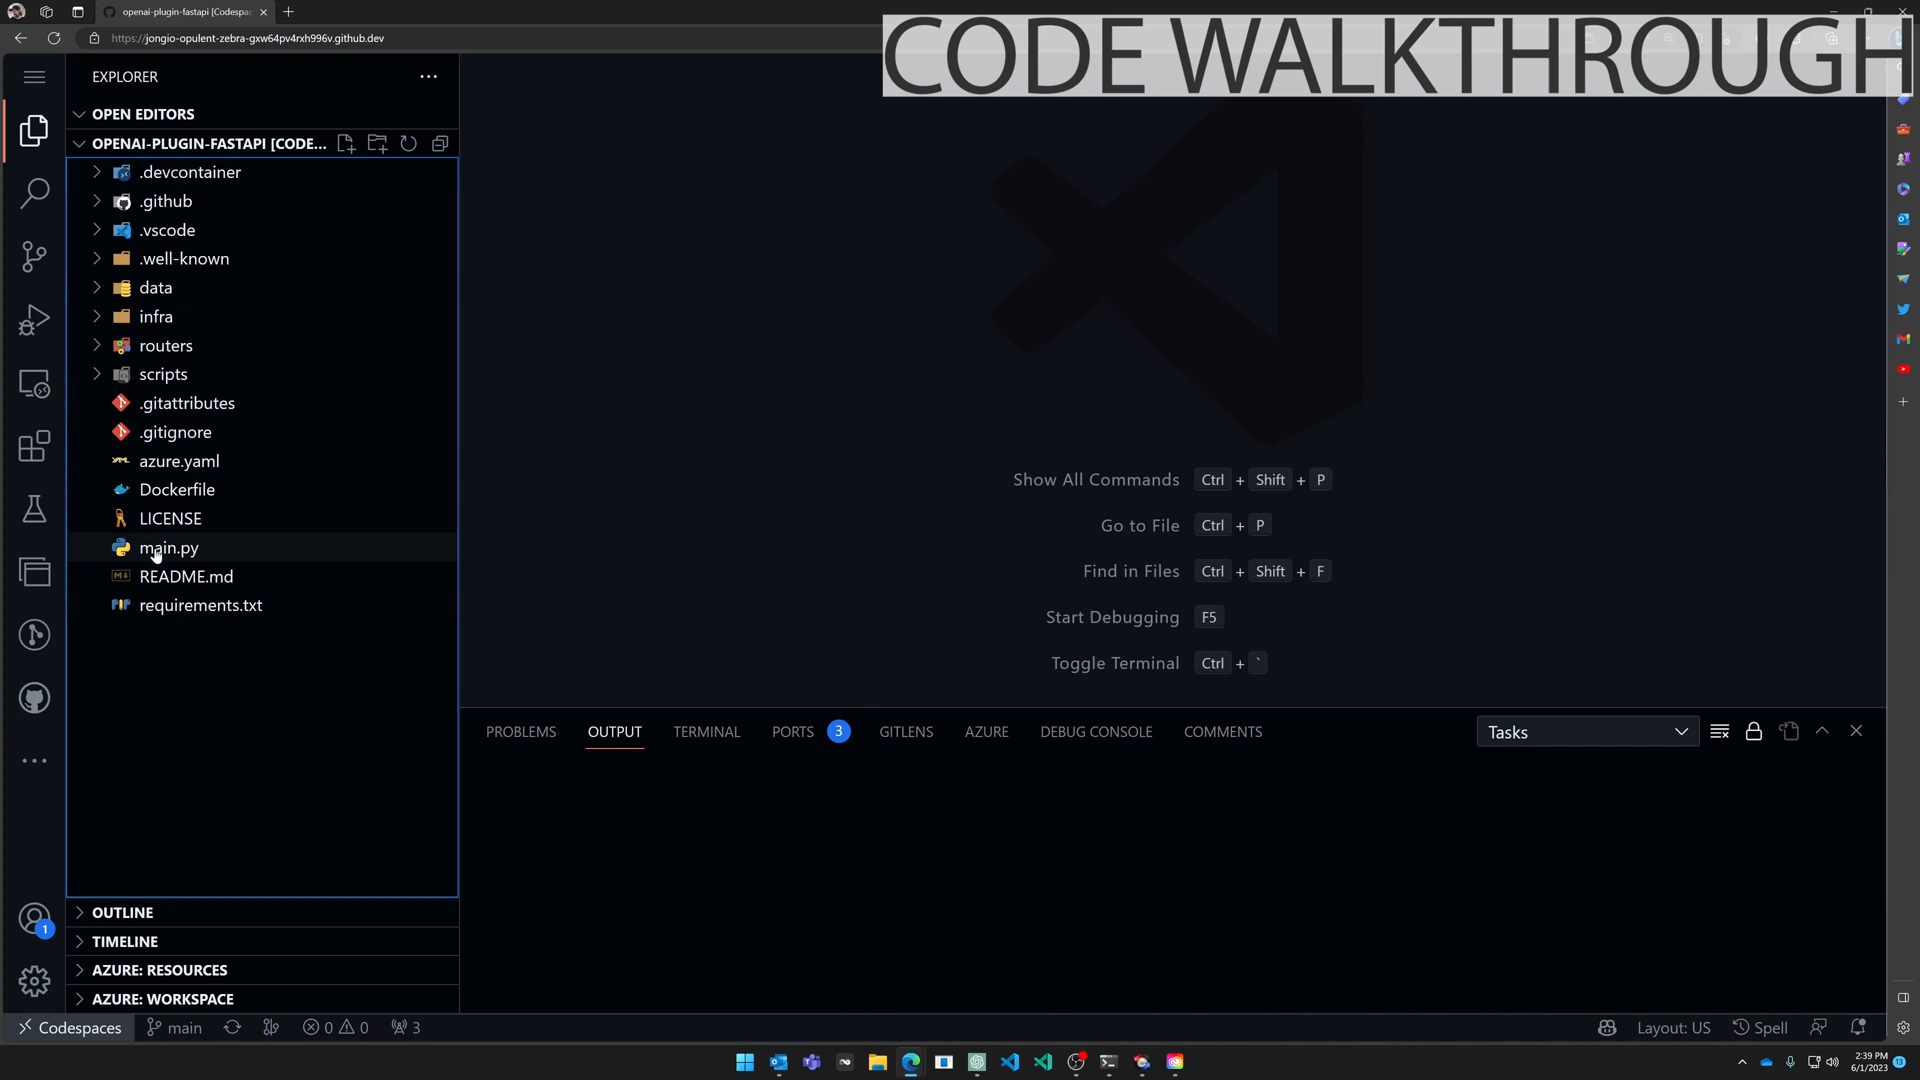 openai-plugin-fastapi [Codespac
https://jongio-opulent-zebra-gxw64pv4rxh996v.github.dev
CODE WALKTHROUGH
EXPLORER
OPEN EDITORS
OPENAI-PLUGIN-FASTAPI [CODE...
.devcontainer
.github
.vscode
.well-known
data
infra
routers
scripts
.gitattributes
.gitignore
azure.yaml
Dockerfile
LICENSE
main.py
README.md
requirements.txt
OUTLINE
TIMELINE
AZURE: RESOURCES
AZURE: WORKSPACE
Show All Commands Ctrl + Shift + P
Go to File Ctrl + P
Find in Files Ctrl + Shift + F
Start Debugging F5
Toggle Terminal Ctrl + `
PROBLEMS OUTPUT TERMINAL PORTS 3 GITLENS AZURE DEBUG CONSOLE COMMENTS Tasks
1
Codespaces main 0 0 3 Layout: US Spell
2:39 PM
6/1/2023
13